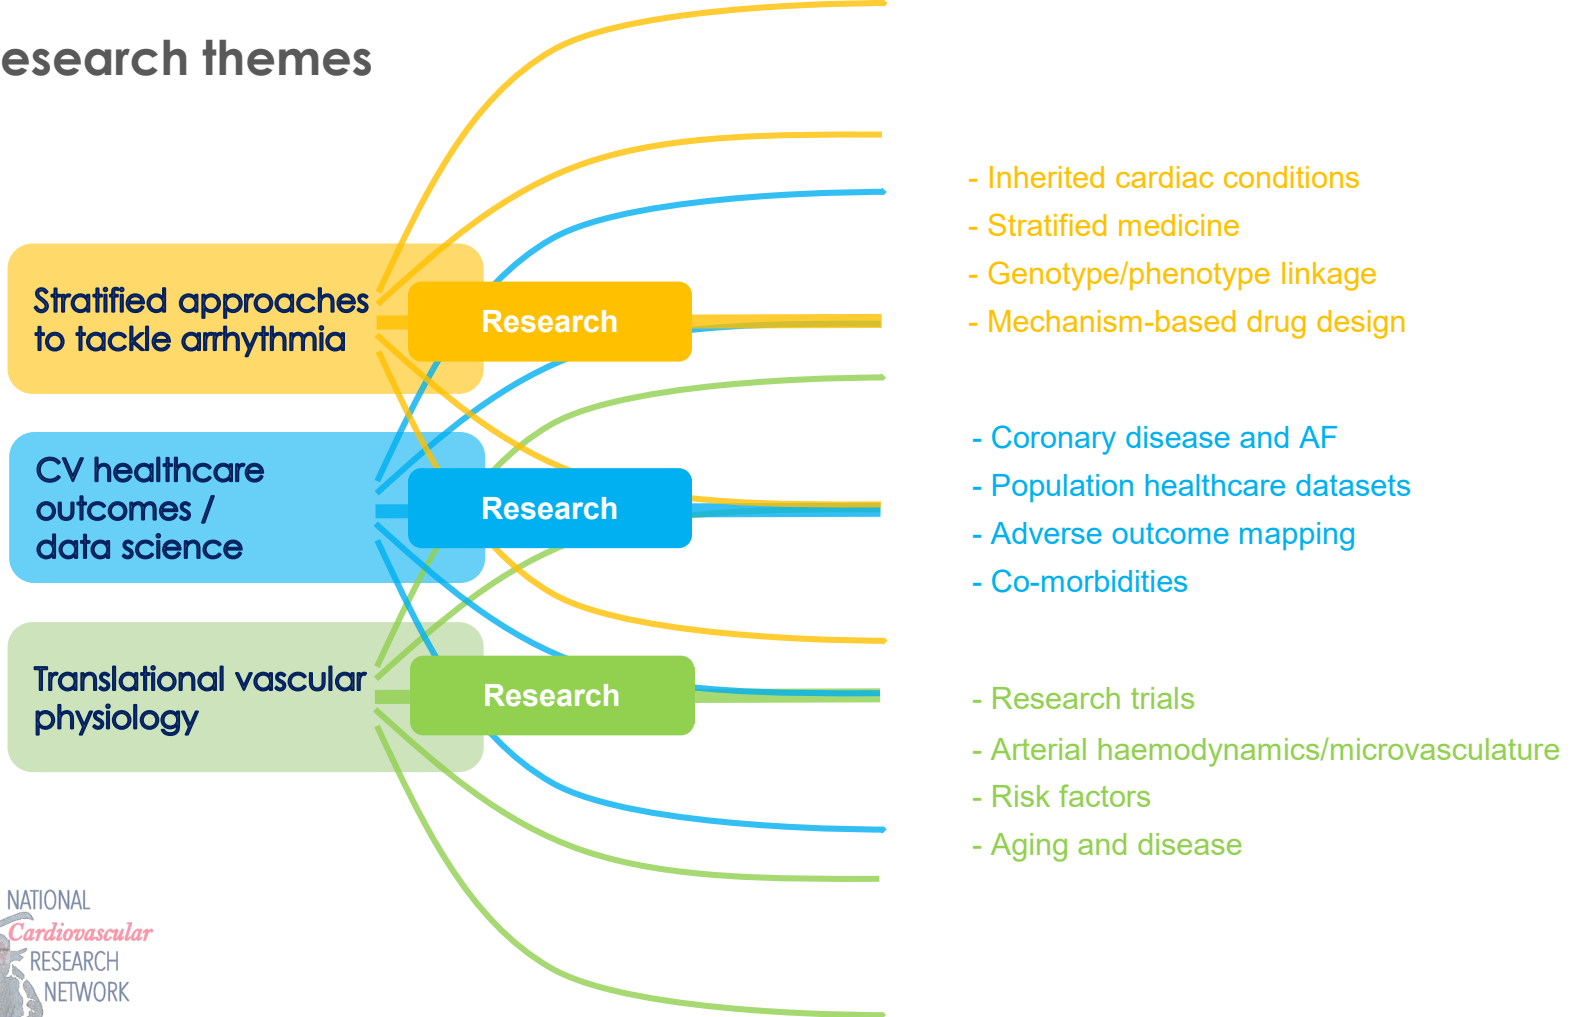 esearch themes
Stratified approaches
to tackle arrhythmia
Research
- Inherited cardiac conditions
- Stratified medicine
- Genotype/phenotype linkage
- Mechanism-based drug design
CV healthcare
outcomes /
data science
Research
- Coronary disease and AF
- Population healthcare datasets
- Adverse outcome mapping
- Co-morbidities
Translational vascular
physiology
Research
- Research trials
- Arterial haemodynamics/microvasculature
- Risk factors
- Aging and disease
NATIONAL
Cardiovascular
RESEARCH
NETWORK